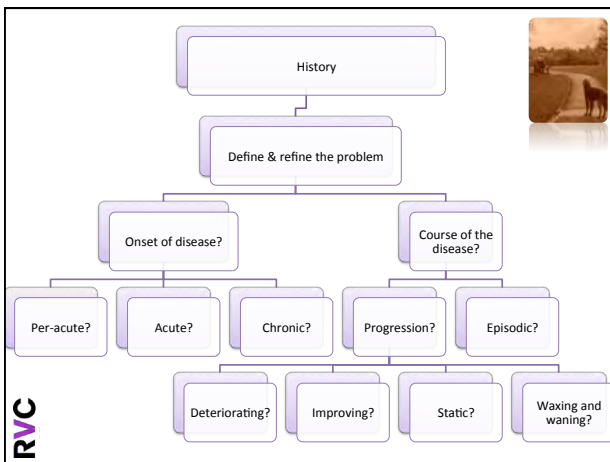 History
Define & refine the problem
Onset of disease?
Course of the
disease?
Per-acute?
Acute?
Chronic?
Progression?
Episodic?
Deteriorating?
Improving?
Static?
Waxing and
waning?
RVC